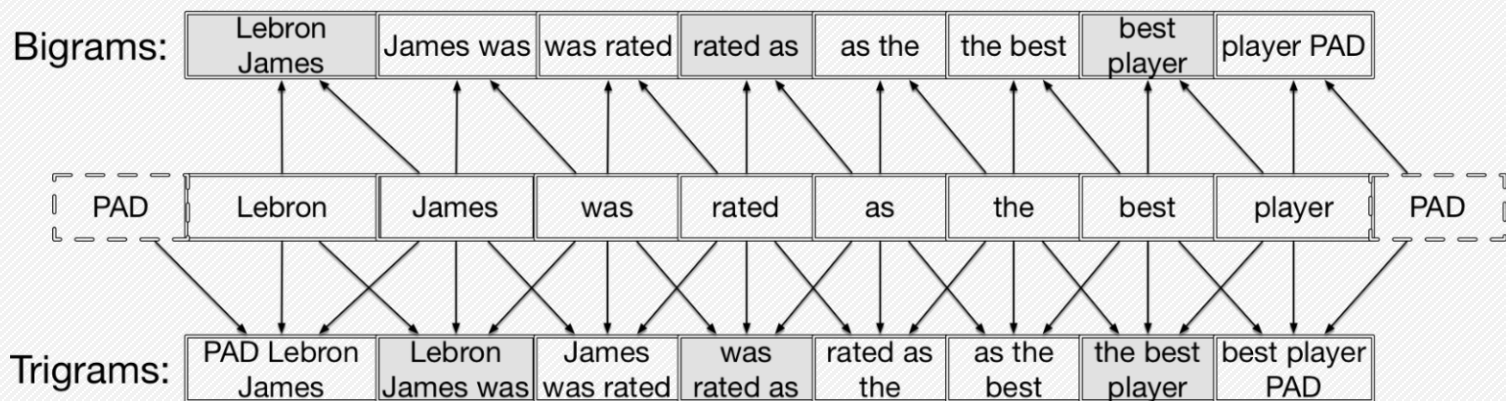 Bigrams:
Lebron
James
James was
was rated
rated as
as the
the best
best
player
player PAD
PAD
Lebron
James
was
rated
as
the
best
player
PAD
Trigrams:
PAD Lebron
James
Lebron
James was
James
was rated
was
rated as
rated as
the
as the
best
the best
player
best player
PAD